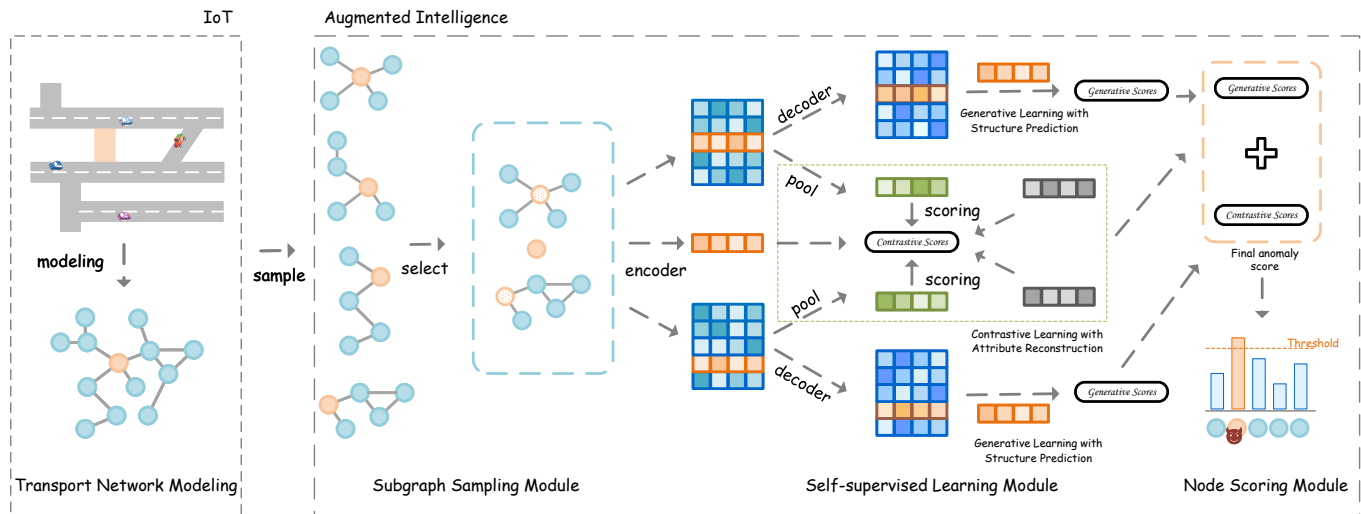 IoT
Augmented Intelligence
modeling
Transport Network Modeling
sample
select
Subgraph Sampling Module
encoder
decoder
pool
pool
decoder
Generative Learning with
Structure Prediction
Generative Scores
scoring
Contrastive Scores
scoring
Contrastive Learning with
Attribute Reconstruction
Generative Scores
Generative Learning with
Structure Prediction
Self-supervised Learning Module
Generative Scores
Contrastive Scores
Final anomaly
score
Threshold
Node Scoring Module